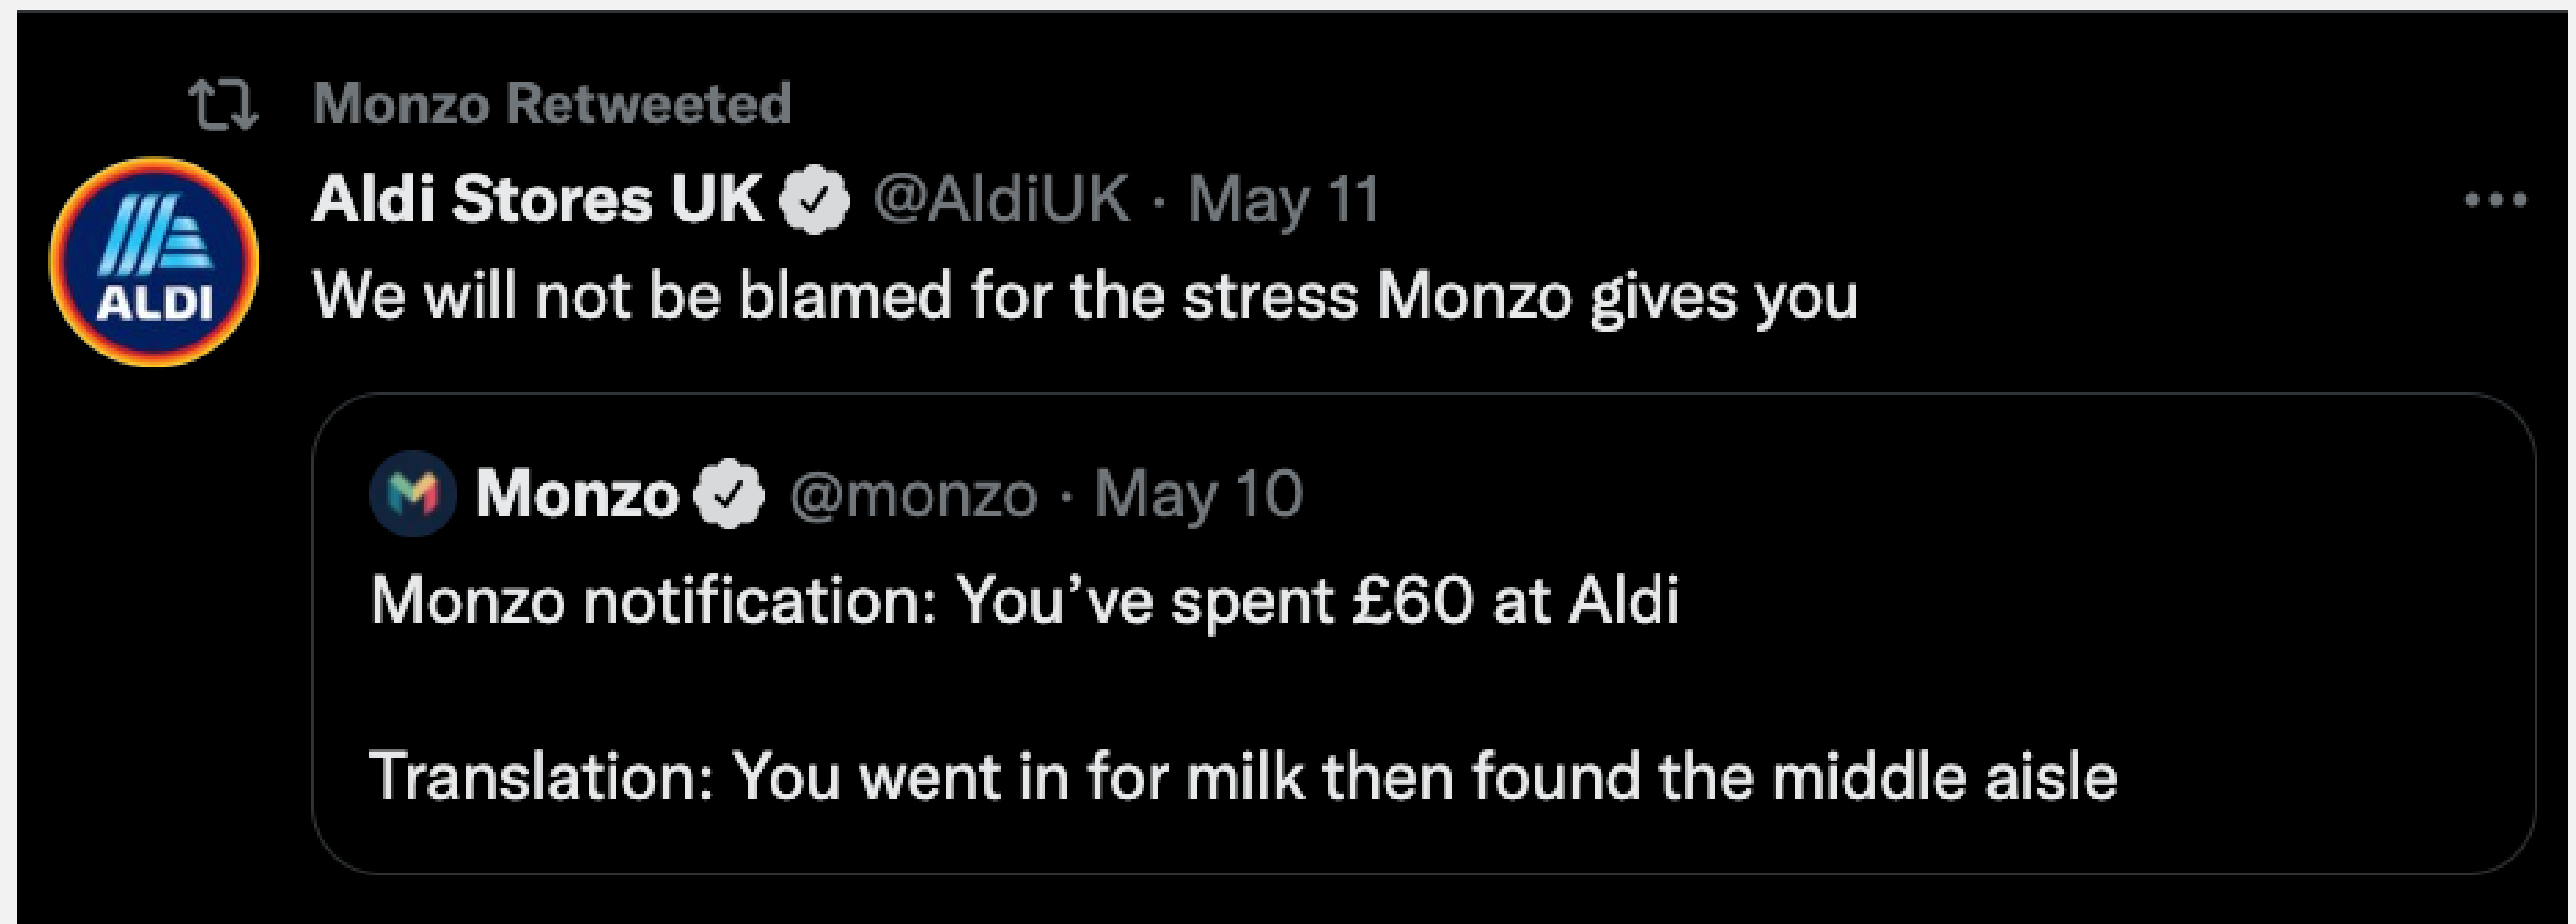 Monzo Retweeted
Aldi Stores UK @AldiUK · May 11
ALDI
We will not be blamed for the stress Monzo gives you
Monzo @monzo · May 10
Monzo notification: You’ve spent £60 at Aldi
Translation: You went in for milk then found the middle aisle